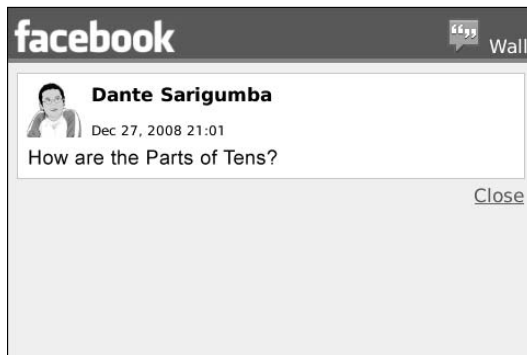 facebook
Wall
Dante Sarigumba
Dec 27, 2008 21:01
How are the Parts of Tens?
Close